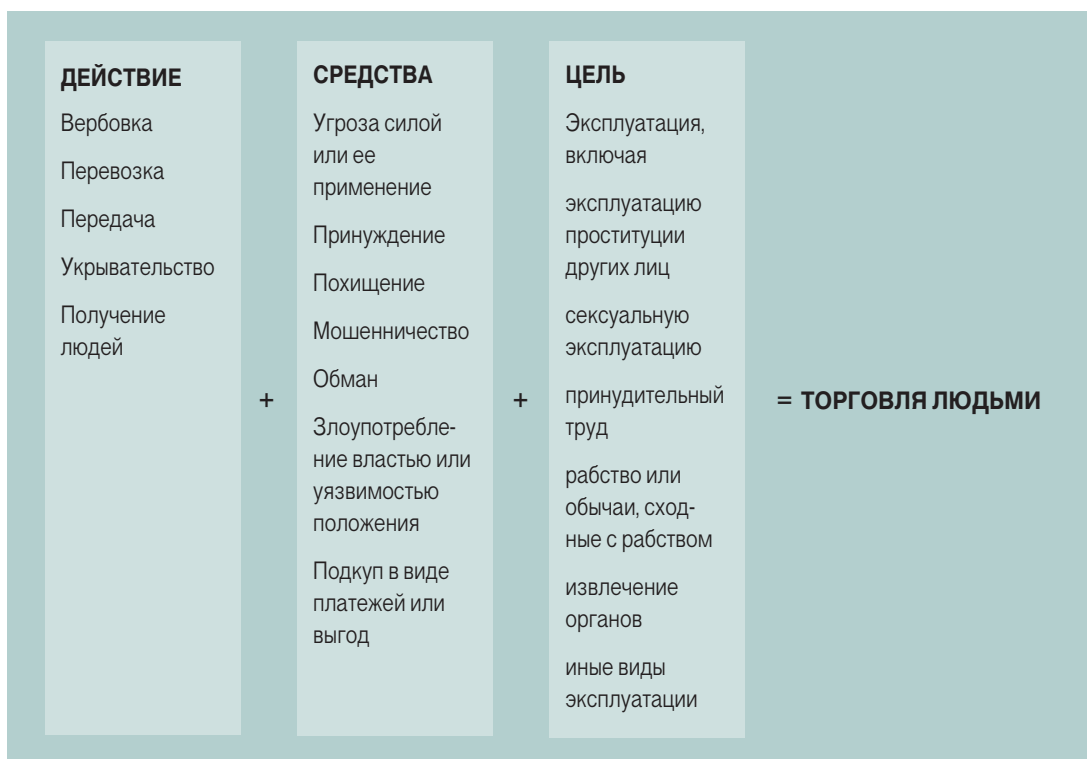 ДЕЙСТВИЕ
Вербовка
Перевозка
Передача
Укрывательство
Получение
людей
+
СРЕДСТВА
Угроза силой
или ее
применение
Принуждение
Похищение
Мошенничество
Обман
Злоупотребле-
ние властью или
уязвимостью
положения
Подкуп в виде
платежей или
выгод
+
ЦЕЛЬ
Эксплуатация,
включая
эксплуатацию
проституции
других лиц
сексуальную
эксплуатацию
принудительный
труд
рабство или
обычаи, сход-
ные с рабством
извлечение
органов
иные виды
эксплуатации
= ТОРГОВЛЯ ЛЮДЬМИ